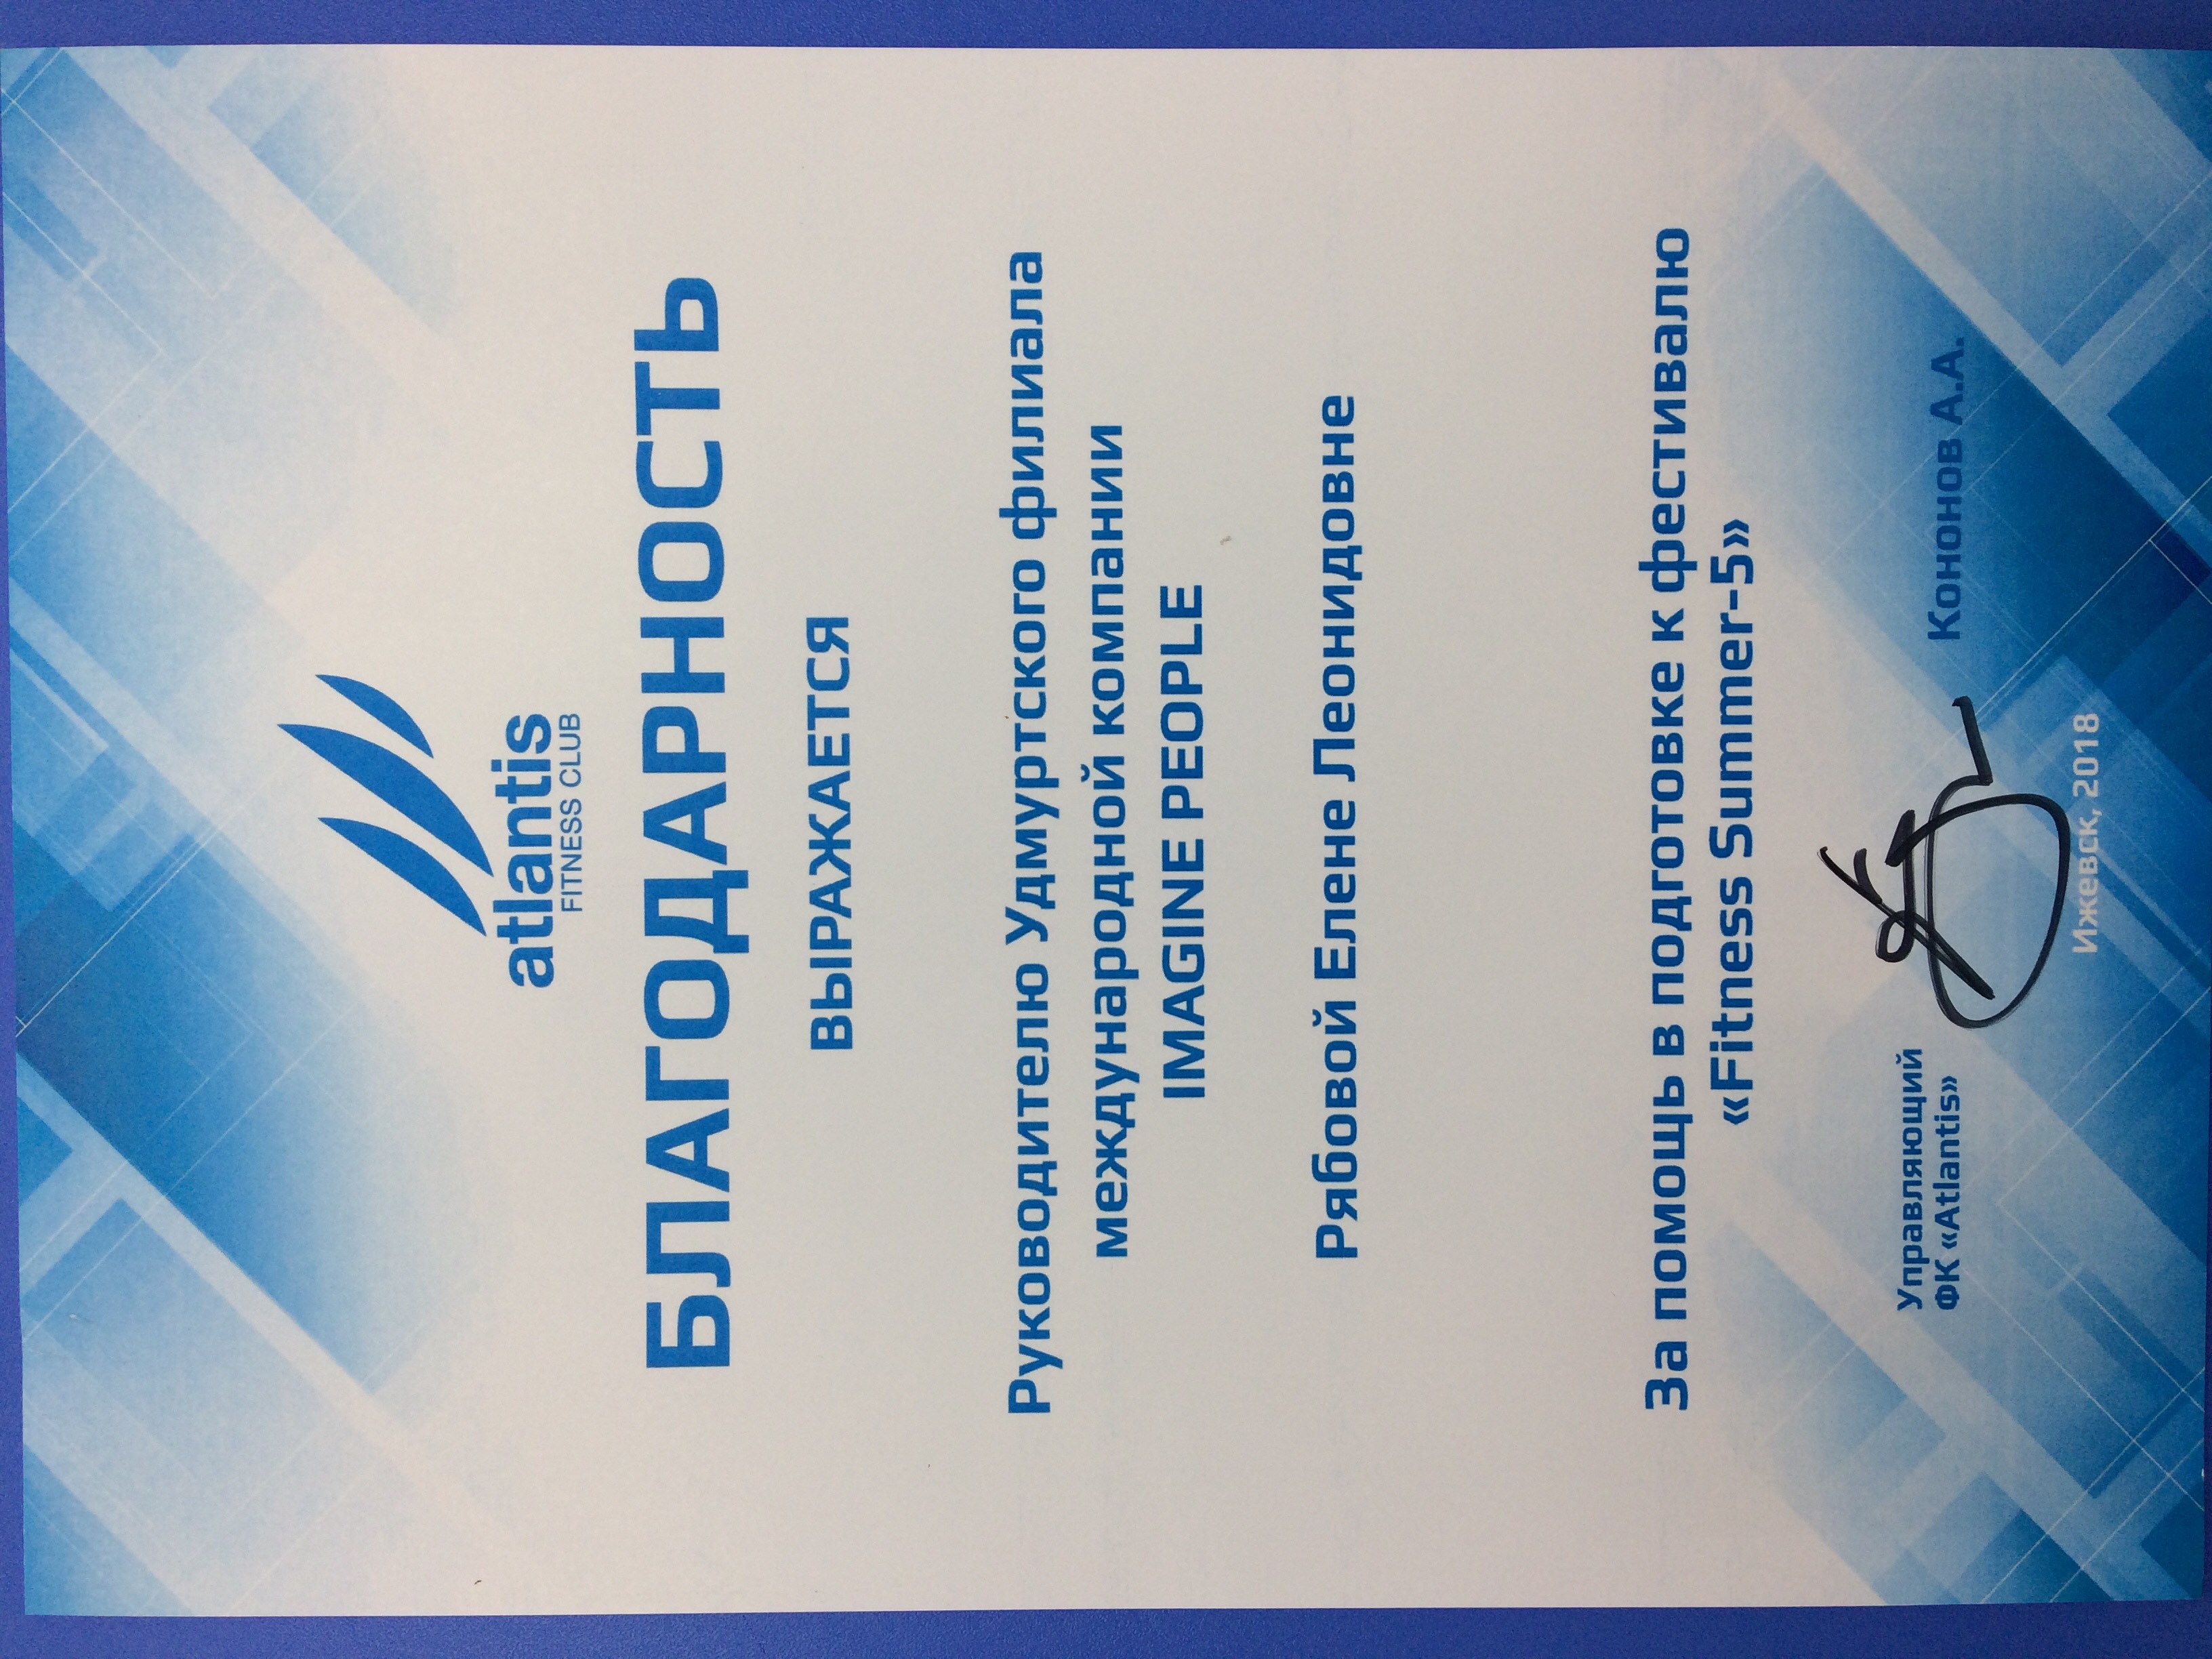 atlantis
FITNESS CLUB
БЛАГОДАРНОСТЬ
ВЫРАЖАЕТСЯ
Руководителю Удмуртского филиала
международной компании
IMAGINE PEOPLE
Рябовой Елене Леонидовне
За помощь в подготовке к фестивалю
«Fitness Summer-5»
Управляющий
ФК «Atlantis»
Кононов А.А.
Ижевск, 2018